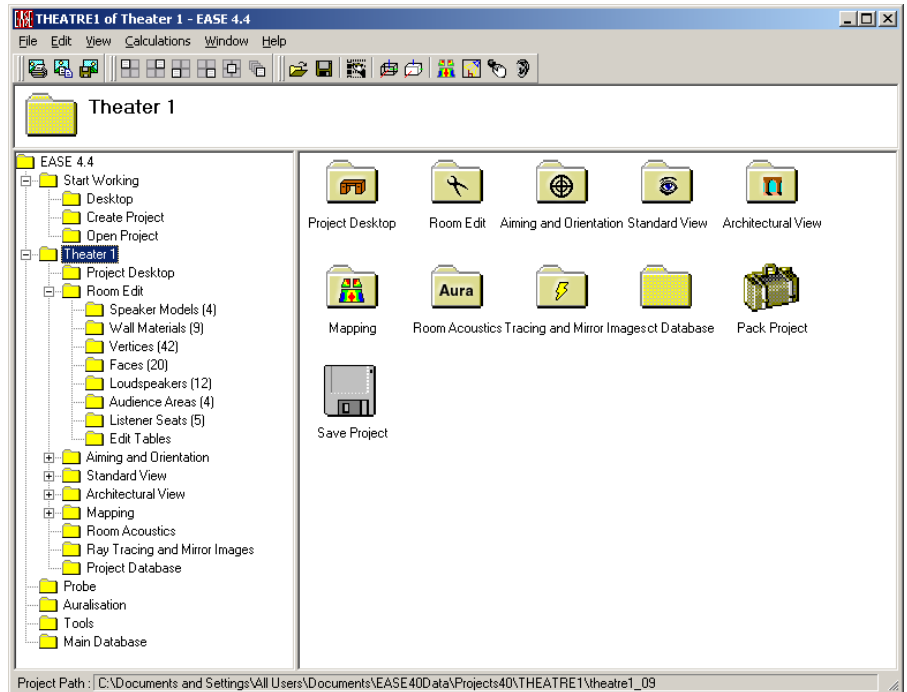 THEATRE1 of Theater 1 - EASE 4.4
File Edit View Calculations Window Help
Theater 1
EASE 4.4
Start Working
Desktop
Create Project
Open Project
Theater 1
Project Desktop
Room Edit
Speaker Models (4)
Wall Materials (9)
Vertices (42)
Faces (20)
Loudspeakers (12)
Audience Areas (4)
Listener Seats (5)
Edit Tables
Aiming and Orientation
Standard View
Architectural View
Mapping
Room Acoustics
Ray Tracing and Mirror Images
Project Database
Probe
Auralisation
Tools
Main Database
Project Desktop Room Edit Aiming and Orientation Standard View Architectural View
Aura
Mapping Room Acoustics Tracing and Mirror Images ct Database Pack Project
Save Project
Project Path : C:\Documents and Settings\All Users\Documents\EASE40Data\Projects40\THEATRE1\theatre1_09